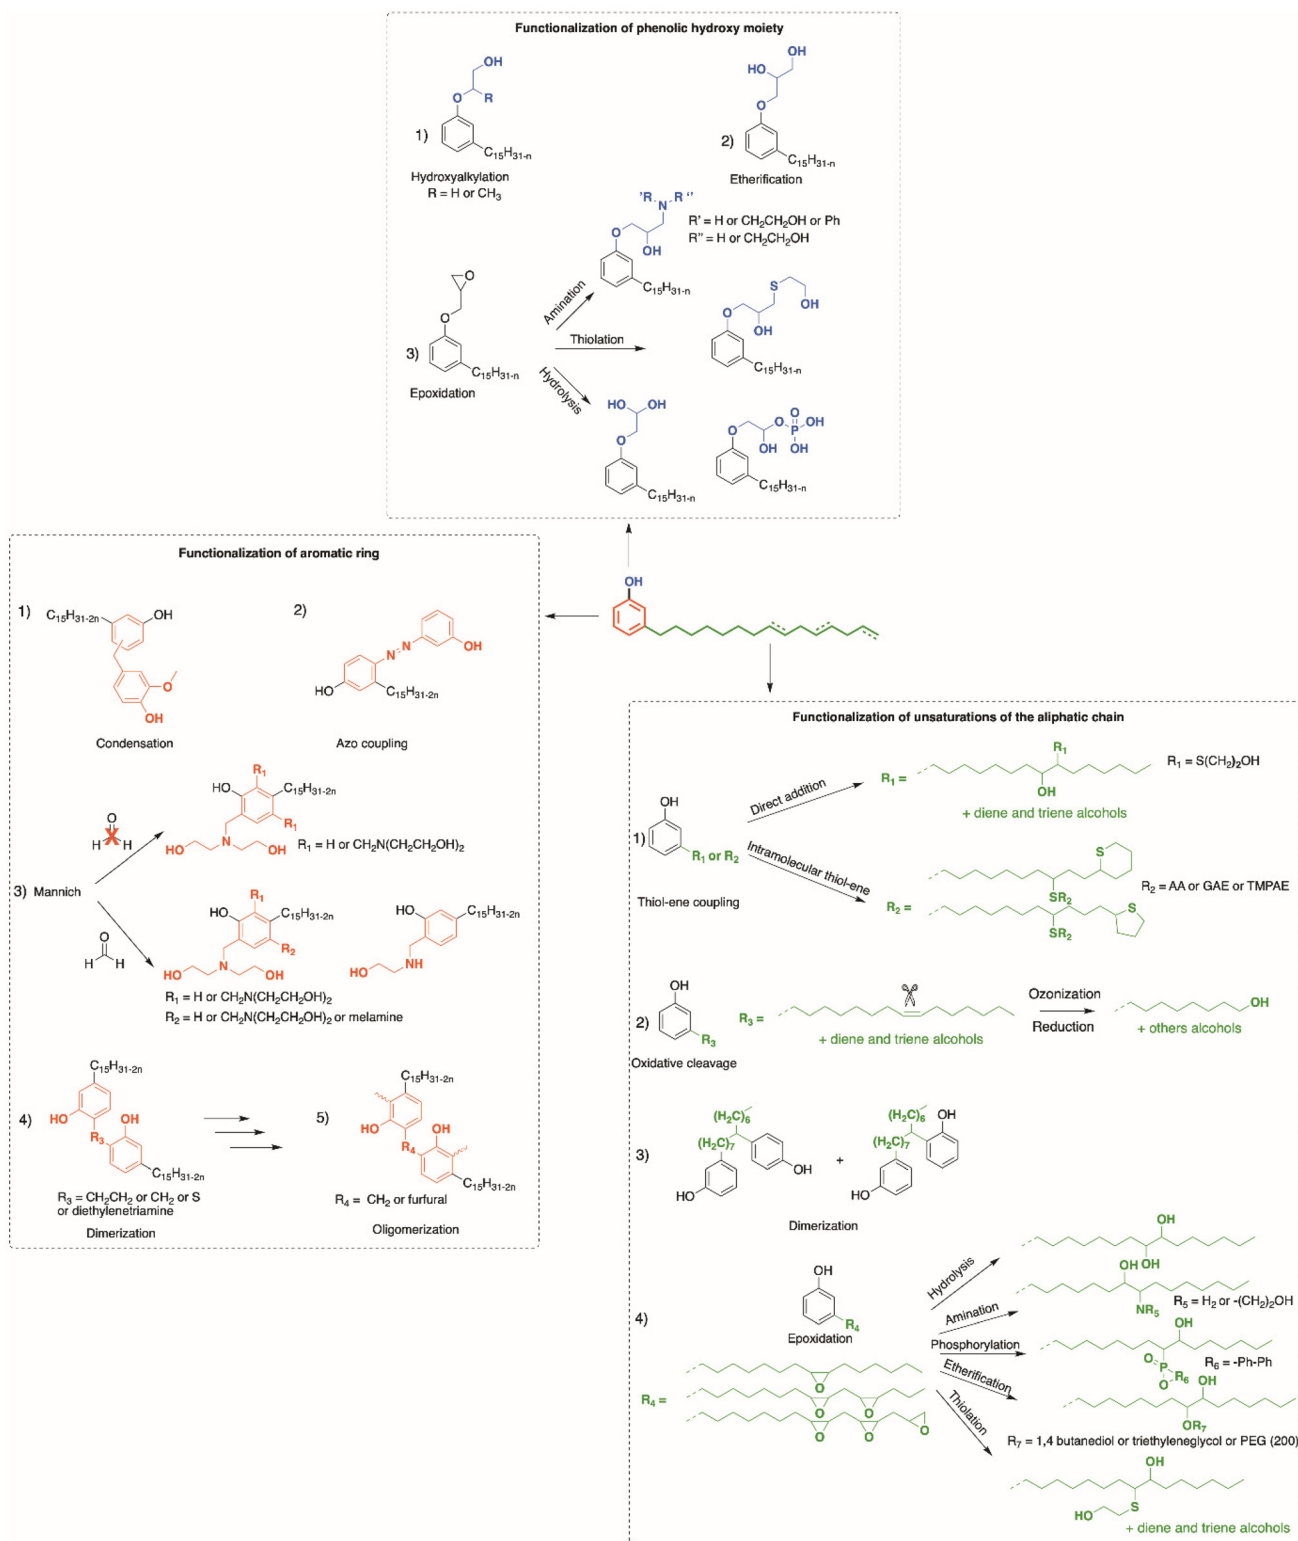 Functionalization of phenolic hydroxy moiety
OH
O
R
1)
C15H31-n
Hydroxyalkylation
R = H or CH3
OH
HO
O
2)
C15H31-n
Etherification
'R R ‘’
N
O
OH
C15H31-n
R' = H or CH2CH2OH or Ph
R'' = H or CH2CH2OH
O
O
3)
C15H31-n
Epoxidation
Amination
Thiolation
Hydrolysis
S
OH
O
OH
C15H31-n
HO OH
O
C15H31-n
O
O P OH
O
OH OH
C15H31-n
Functionalization of aromatic ring
1)
C15H31-2n
OH
O
OH
Condensation
2)
N=N
OH
HO
C15H31-2n
Azo coupling
OH
3) Mannich
O
H X H
R1
HO
C15H31-2n
R1
N
HO OH
R1 = H or CH2N(CH2CH2OH)2
O
H H
R1
HO
C15H31-2n
R2
N
HO OH
HO
C15H31-2n
NH
HO
R1 = H or CH2N(CH2CH2OH)2
R2 = H or CH2N(CH2CH2OH)2 or melamine
4)
C15H31-2n
HO OH
R3
C15H31-2n
R3 = CH2CH2 or CH2 or S
or diethylenetriamine
Dimerization
5)
C15H31-2n
HO OH
R4
C15H31-2n
R4 = CH2 or furfural
Oligomerization
Functionalization of unsaturations of the aliphatic chain
1)
OH
R1 or R2
Thiol-ene coupling
Direct addition
Intramolecular thiol-ene
R1 =
R1
OH
R1 = S(CH2)2OH
+ diene and triene alcohols
R2 =
S
SR2
S
SR2
R2 = AA or GAE or TMPAE
2)
OH
R3
Oxidative cleavage
R3 =
+ diene and triene alcohols
Ozonization
Reduction
OH
+ others alcohols
3)
(H2C)6
(H2C)7
OH
HO
+
(H2C)6
(H2C)7
OH
HO
Dimerization
4)
OH
R4
Epoxidation
R4 =
O
O O
O O O
Hydrolysis
Amination
Phosphorylation
Etherification
Thiolation
OH
OH
OH
NR5
R5 = H2 or -(CH2)2OH
OH
O P R6
O
R6 = -Ph-Ph
OH
OR7
R7 = 1,4 butanediol or triethyleneglycol or PEG (200)
OH
S
HO
+ diene and triene alcohols